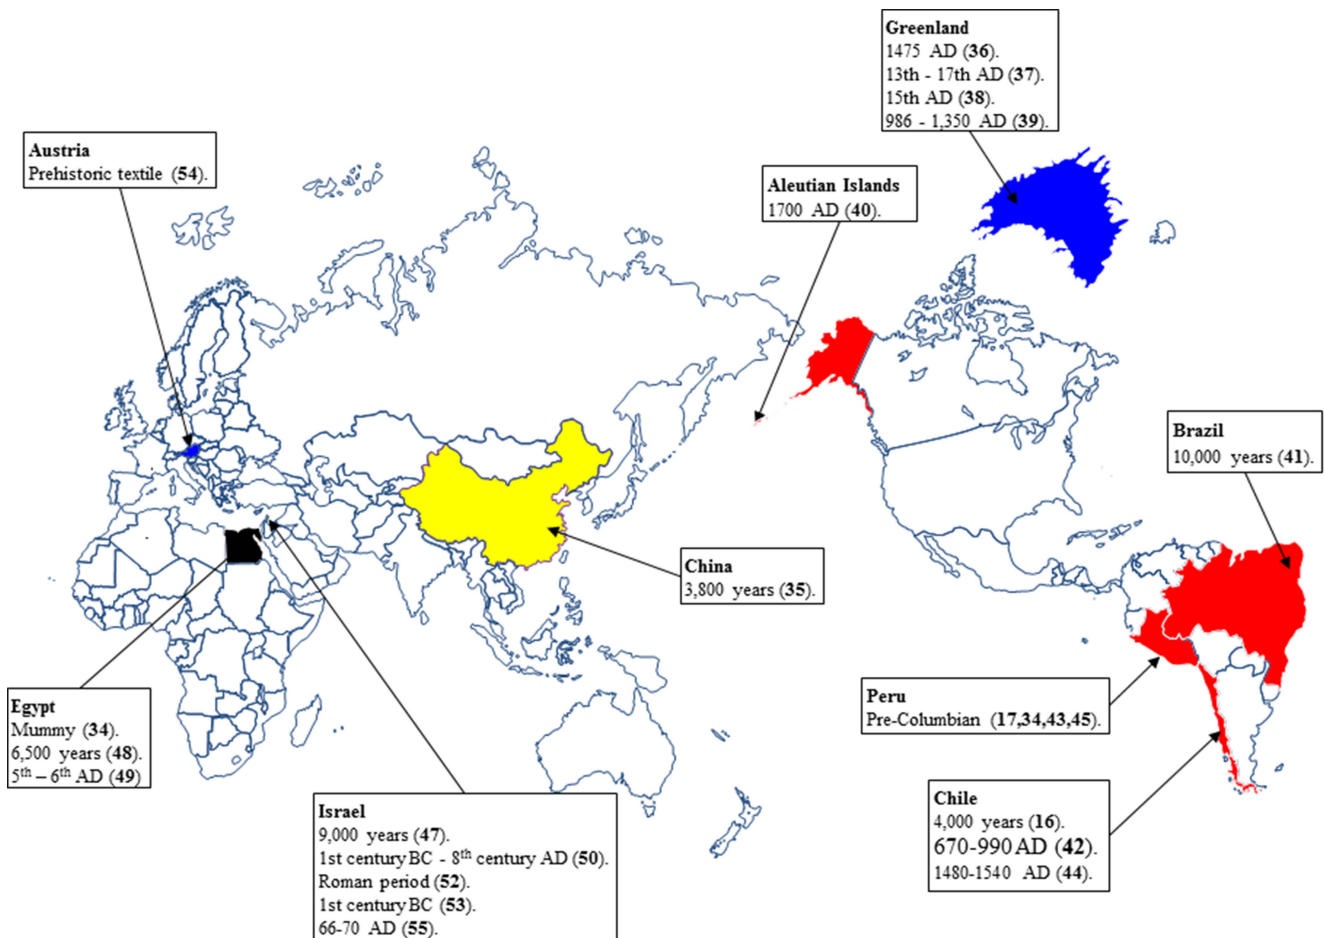 Greenland
1475 AD (36).
13th - 17th AD (37).
15th AD (38).
986 - 1,350 AD (39).
Austria
Prehistoric textile (54).
Aleutian Islands
1700 AD (40).
Brazil
10,000 years (41).
China
3,800 years (35).
Peru
Pre-Columbian (17,34,43,45).
Egypt
Mummy (34).
6,500 years (48).
5th – 6th AD (49)
Israel
9,000 years (47).
1st century BC - 8th century AD (50).
Roman period (52).
1st century BC (53).
66-70 AD (55).
Chile
4,000 years (16).
670-990 AD (42).
1480-1540 AD (44).